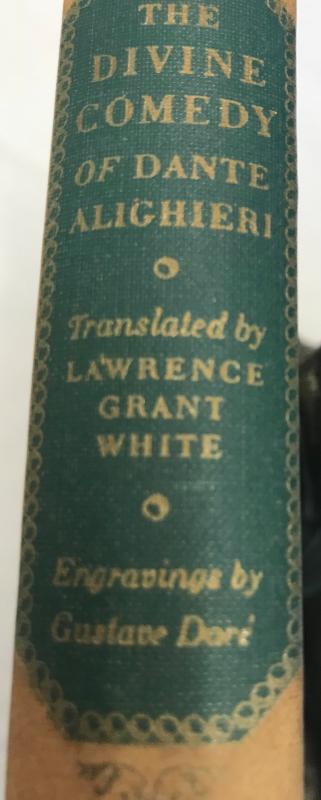 THE
DIVINE
COMEDY
OF DANTE
ALIGHIERI
Translated by
LAWRENCE
GRANT
WHITE
Engravings by
Gustave Doré